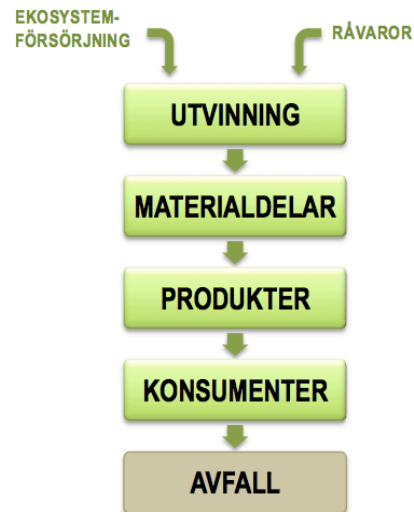 EKOSYSTEM-
FÖRSÖRJNING
RÅVAROR
UTVINNING
MATERIALDELAR
PRODUKTER
KONSUMENTER
AVFALL